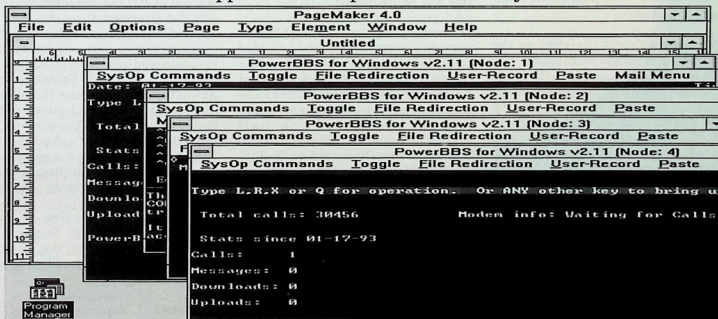 PageMaker 4.0
File Edit Options Page Type Element Window Help
Untitled
PowerBBS for Windows v2.11 (Node: 1)
SysOp Commands Toggle File Redirection User-Record Paste Mail Menu
Date: 01-17-93
Type L
Total
Stats
Calls:
Messag
Downlo
Upload
PowerB
PowerBBS for Windows v2.11 (Node: 2)
SysOp Commands Toggle File Redirection User-Record Paste
PowerBBS for Windows v2.11 (Node: 3)
SysOp Commands Toggle File Redirection User-Record Paste
PowerBBS for Windows v2.11 (Node: 4)
SysOp Commands Toggle File Redirection User-Record Paste
Type L,R,X or Q for operation. Or ANY other key to bring u
Total calls: 30456 Modem info: Waiting for Calls
Stats since 01-17-93
Calls: 1
Messages: 0
Downloads: 0
Uploads: 0
Program
Manager